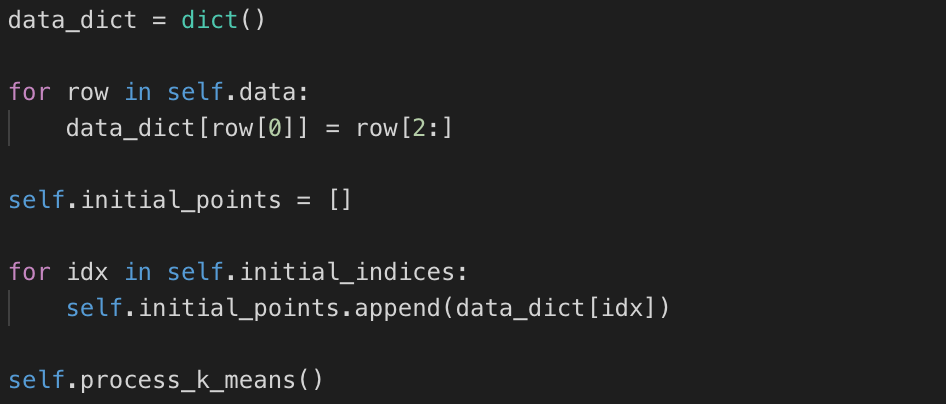 data_dict = dict()
for row in self.data:
    data_dict[row[0]] = row[2:]
self.initial_points = []
for idx in self.initial_indices:
    self.initial_points.append(data_dict[idx])
self.process_k_means()